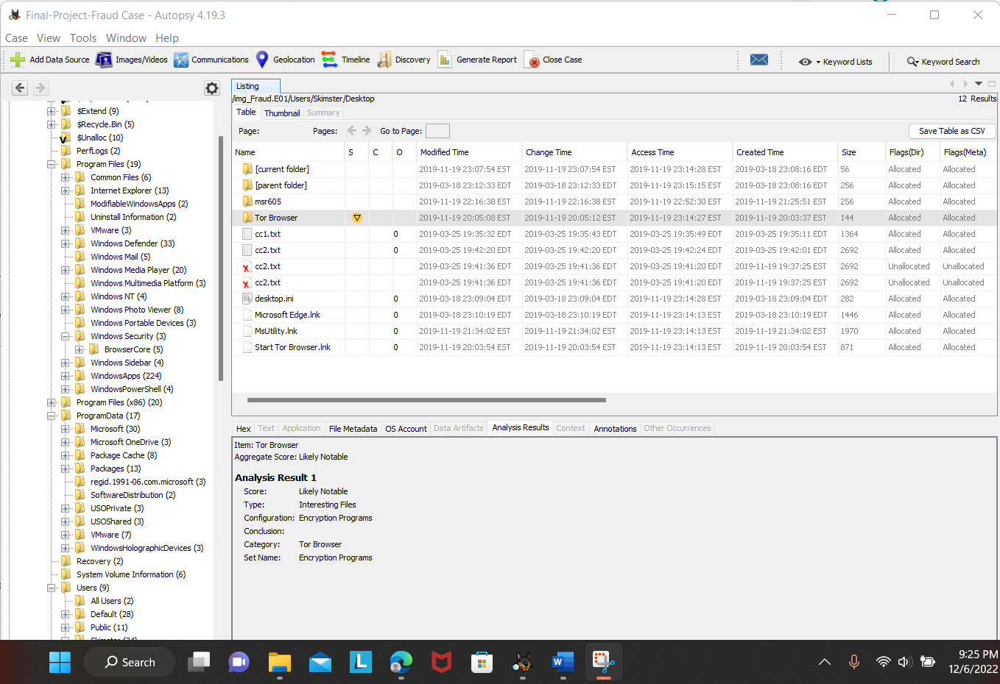 Final-Project-Fraud Case - Autopsy 4.19.3
Case View Tools Window Help
Add Data Source Images/Videos Communications Geolocation Timeline Discovery Generate Report Close Case Keyword Lists Keyword Search
$Extend (9)
$Recycle.Bin (5)
$Unalloc (10)
PerfLogs (2)
Program Files (19)
Common Files (6)
Internet Explorer (13)
ModifiableWindowsApps (2)
Uninstall Information (2)
VMware (3)
Windows Defender (33)
Windows Mail (5)
Windows Media Player (20)
Windows Multimedia Platform (3)
Windows NT (4)
Windows Photo Viewer (8)
Windows Portable Devices (3)
Windows Security (3)
BrowserCore (5)
Windows Sidebar (4)
WindowsApps (224)
WindowsPowerShell (4)
Program Files (x86) (20)
ProgramData (17)
Microsoft (30)
Microsoft OneDrive (3)
Package Cache (8)
Packages (13)
regid.1991-06.com.microsoft (3)
SoftwareDistribution (2)
USOPrivate (3)
USOShared (3)
VMware (7)
WindowsHolographicDevices (3)
Recovery (2)
System Volume Information (6)
Users (9)
All Users (2)
Default (28)
Public (11)
Listing
/img_Fraud.E01/Users/Skimster/Desktop 12 Results
Table Thumbnail Summary
Page: Pages: Go to Page: Save Table as CSV
Name S C O Modified Time Change Time Access Time Created Time Size Flags(Dir) Flags(Meta)
[current folder] 2019-11-19 23:07:54 EST 2019-11-19 23:07:54 EST 2019-11-19 23:14:28 EST 2019-03-18 23:08:16 EDT 56 Allocated Allocated
[parent folder] 2019-03-18 23:12:33 EDT 2019-03-18 23:12:33 EDT 2019-11-19 23:15:15 EST 2019-03-18 23:08:16 EDT 256 Allocated Allocated
msr605 2019-11-19 22:16:38 EST 2019-11-19 22:16:38 EST 2019-11-19 22:52:30 EST 2019-11-19 21:25:51 EST 256 Allocated Allocated
Tor Browser 2019-11-19 20:05:08 EST 2019-11-19 20:05:12 EST 2019-11-19 23:14:27 EST 2019-11-19 20:03:37 EST 144 Allocated Allocated
cc1.txt 0 2019-03-25 19:35:32 EDT 2019-03-25 19:35:43 EDT 2019-03-25 19:35:49 EDT 2019-03-25 19:35:11 EDT 1364 Allocated Allocated
cc2.txt 0 2019-03-25 19:42:20 EDT 2019-03-25 19:42:20 EDT 2019-03-25 19:42:24 EDT 2019-03-25 19:42:01 EDT 2692 Allocated Allocated
cc2.txt 2019-03-25 19:41:36 EDT 2019-03-25 19:41:36 EDT 2019-03-25 19:41:20 EDT 2019-11-19 19:37:25 EST 2692 Unallocated Unallocated
cc2.txt 2019-03-25 19:41:36 EDT 2019-03-25 19:41:36 EDT 2019-03-25 19:41:20 EDT 2019-11-19 19:37:25 EST 2692 Unallocated Unallocated
desktop.ini 0 2019-03-18 23:09:04 EDT 2019-03-18 23:09:04 EDT 2019-11-19 23:14:28 EST 2019-03-18 23:09:04 EDT 282 Allocated Allocated
Microsoft Edge.lnk 0 2019-03-18 23:10:19 EDT 2019-03-18 23:10:19 EDT 2019-11-19 23:14:13 EST 2019-03-18 23:10:19 EDT 1446 Allocated Allocated
MsUtility.lnk 0 2019-11-19 21:34:02 EST 2019-11-19 21:34:02 EST 2019-11-19 23:14:13 EST 2019-11-19 21:34:02 EST 1970 Allocated Allocated
Start Tor Browser.lnk 0 2019-11-19 20:03:54 EST 2019-11-19 20:03:54 EST 2019-11-19 23:14:13 EST 2019-11-19 20:03:54 EST 871 Allocated Allocated
Hex Text Application File Metadata OS Account Data Artifacts Analysis Results Context Annotations Other Occurrences
Item: Tor Browser
Aggregate Score: Likely Notable
Analysis Result 1
Score: Likely Notable
Type: Interesting Files
Configuration: Encryption Programs
Conclusion:
Category: Tor Browser
Set Name: Encryption Programs
Search
9:25 PM
12/6/2022